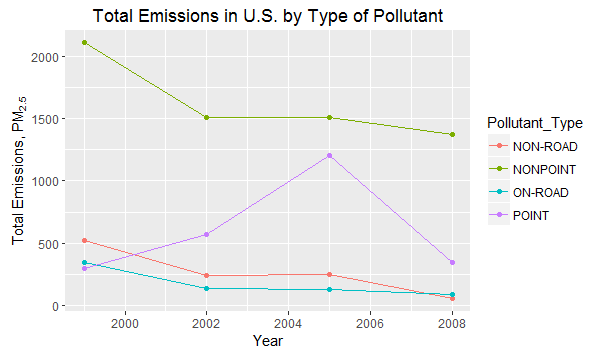 Total Emissions in U.S. by Type of Pollutant
Total Emissions, PM2.5
2000
1500
1000
500
0
2000
2002
2004
2006
2008
Year
Pollutant_Type
NON-ROAD
NONPOINT
ON-ROAD
POINT